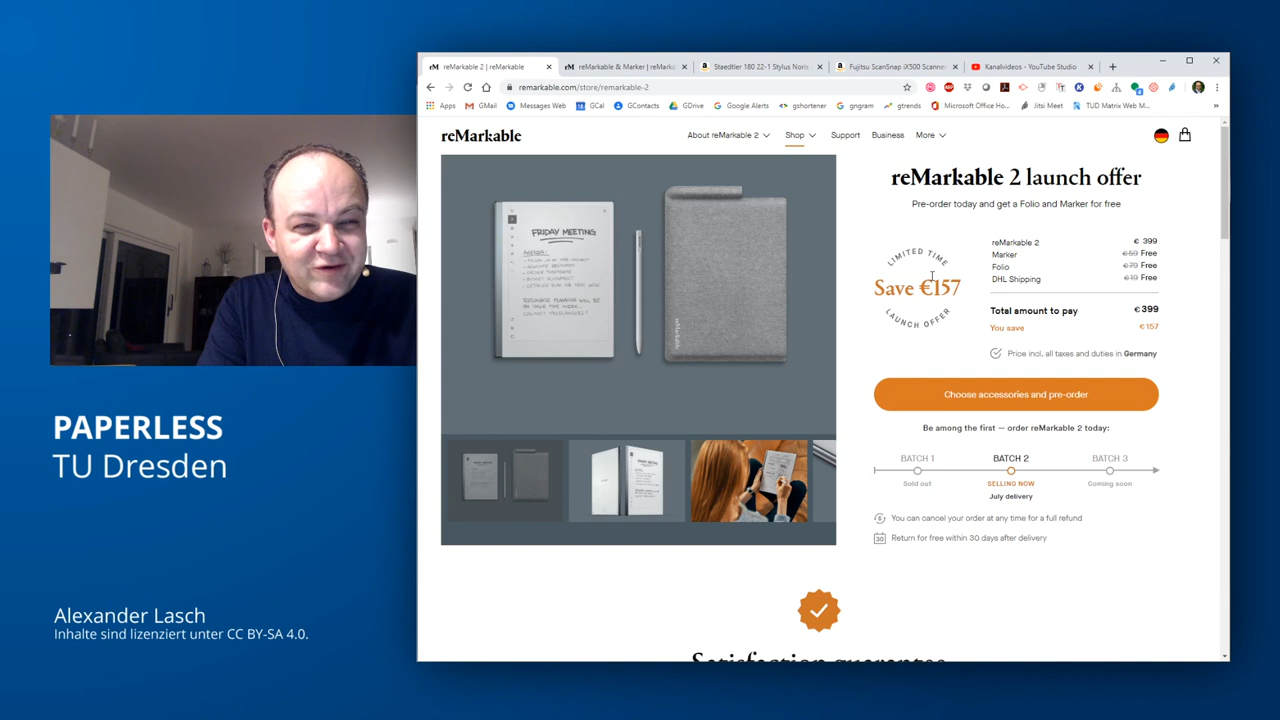 reMarkable 2 | reMarkable
reMarkable & Marker | reMarka
Staedtler 180 22-1 Stylus Noris
Fujitsu ScanSnap iX500 Scanner
Kanalvideos - YouTube Studio
remarkable.com/store/remarkable-2
Apps
GMail
Messages Web
GCal
GContacts
GDrive
Google Alerts
gshortener
gngram
gtrends
Microsoft Office Ho...
Jitsi Meet
TUD Matrix Web M...
reMarkable
About reMarkable 2
Shop
Support
Business
More
FRIDAY MEETING
AGENDA:
reMarkable
reMarkable 2 launch offer
Pre-order today and get a Folio and Marker for free
LIMITED TIME
Save €157
LAUNCH OFFER
reMarkable 2 € 399
Marker €59 Free
Folio €79 Free
DHL Shipping €19 Free
Total amount to pay €399
You save €157
Price incl. all taxes and duties in Germany
Choose accessories and pre-order
Be among the first — order reMarkable 2 today:
BATCH 1 BATCH 2 BATCH 3
Sold out SELLING NOW Coming soon
July delivery
You can cancel your order at any time for a full refund
30 Return for free within 30 days after delivery
Satisfaction guarantee
PAPERLESS
TU Dresden
Alexander Lasch
Inhalte sind lizenziert unter CC BY-SA 4.0.